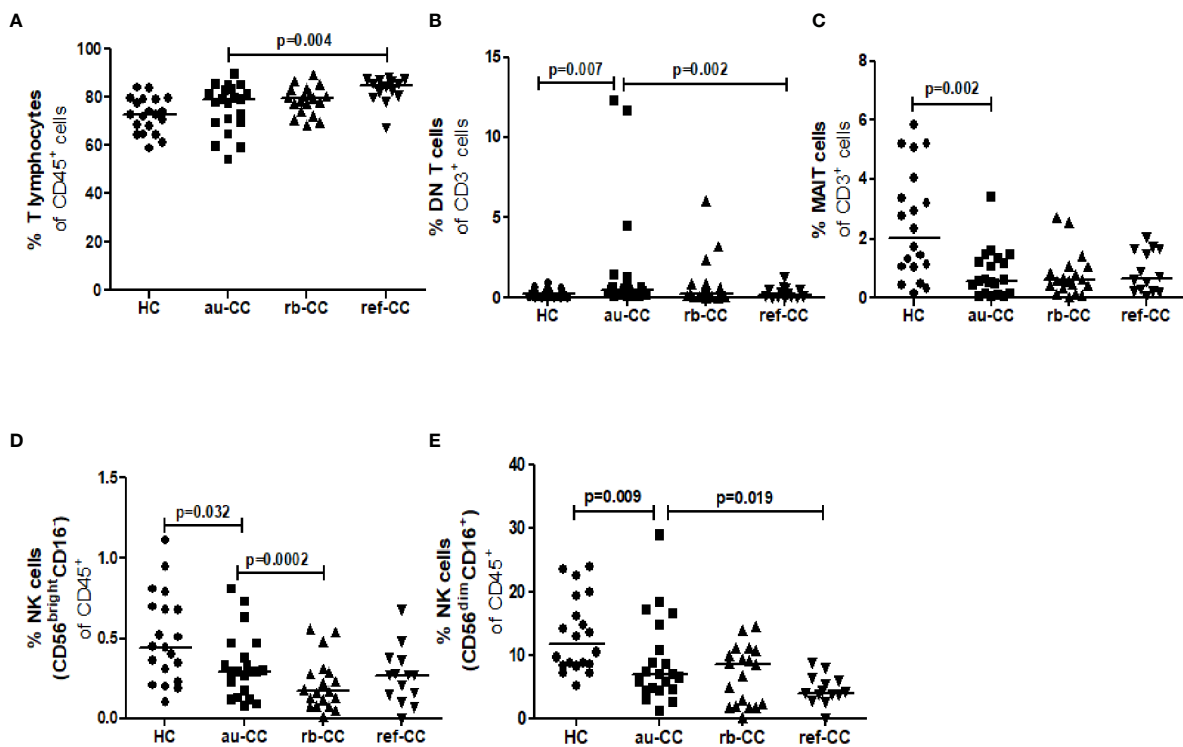 A
p=0.004
100
80
60
40
20
0
% T lymphocytes
of CD45⁺ cells
HC au-CC rb-CC ref-CC
B
p=0.007 p=0.002
15
10
5
0
% DN T cells
of CD3⁺ cells
HC au-CC rb-CC ref-CC
C
p=0.002
8
6
4
2
0
% MAIT cells
of CD3⁺ cells
HC au-CC rb-CC ref-CC
D
p=0.032
p=0.0002
1.5
1.0
0.5
0.0
% NK cells
(CD56ᵇʳⁱᵍʰᵗCD16⁻)
of CD45⁺
HC au-CC rb-CC ref-CC
E
p=0.009 p=0.019
40
30
20
10
0
% NK cells
(CD56ᵈⁱᵐCD16⁺)
of CD45⁺
HC au-CC rb-CC ref-CC